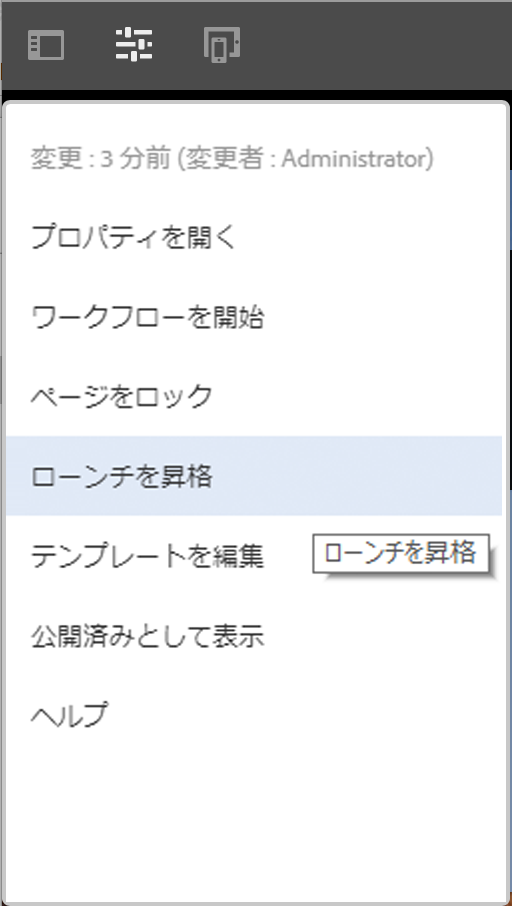 変更 : 3 分前 (変更者 : Administrator)
プロパティを開く
ワークフローを開始
ページをロック
ローンチを昇格
テンプレートを編集
ローンチを昇格
公開済みとして表示
ヘルプ